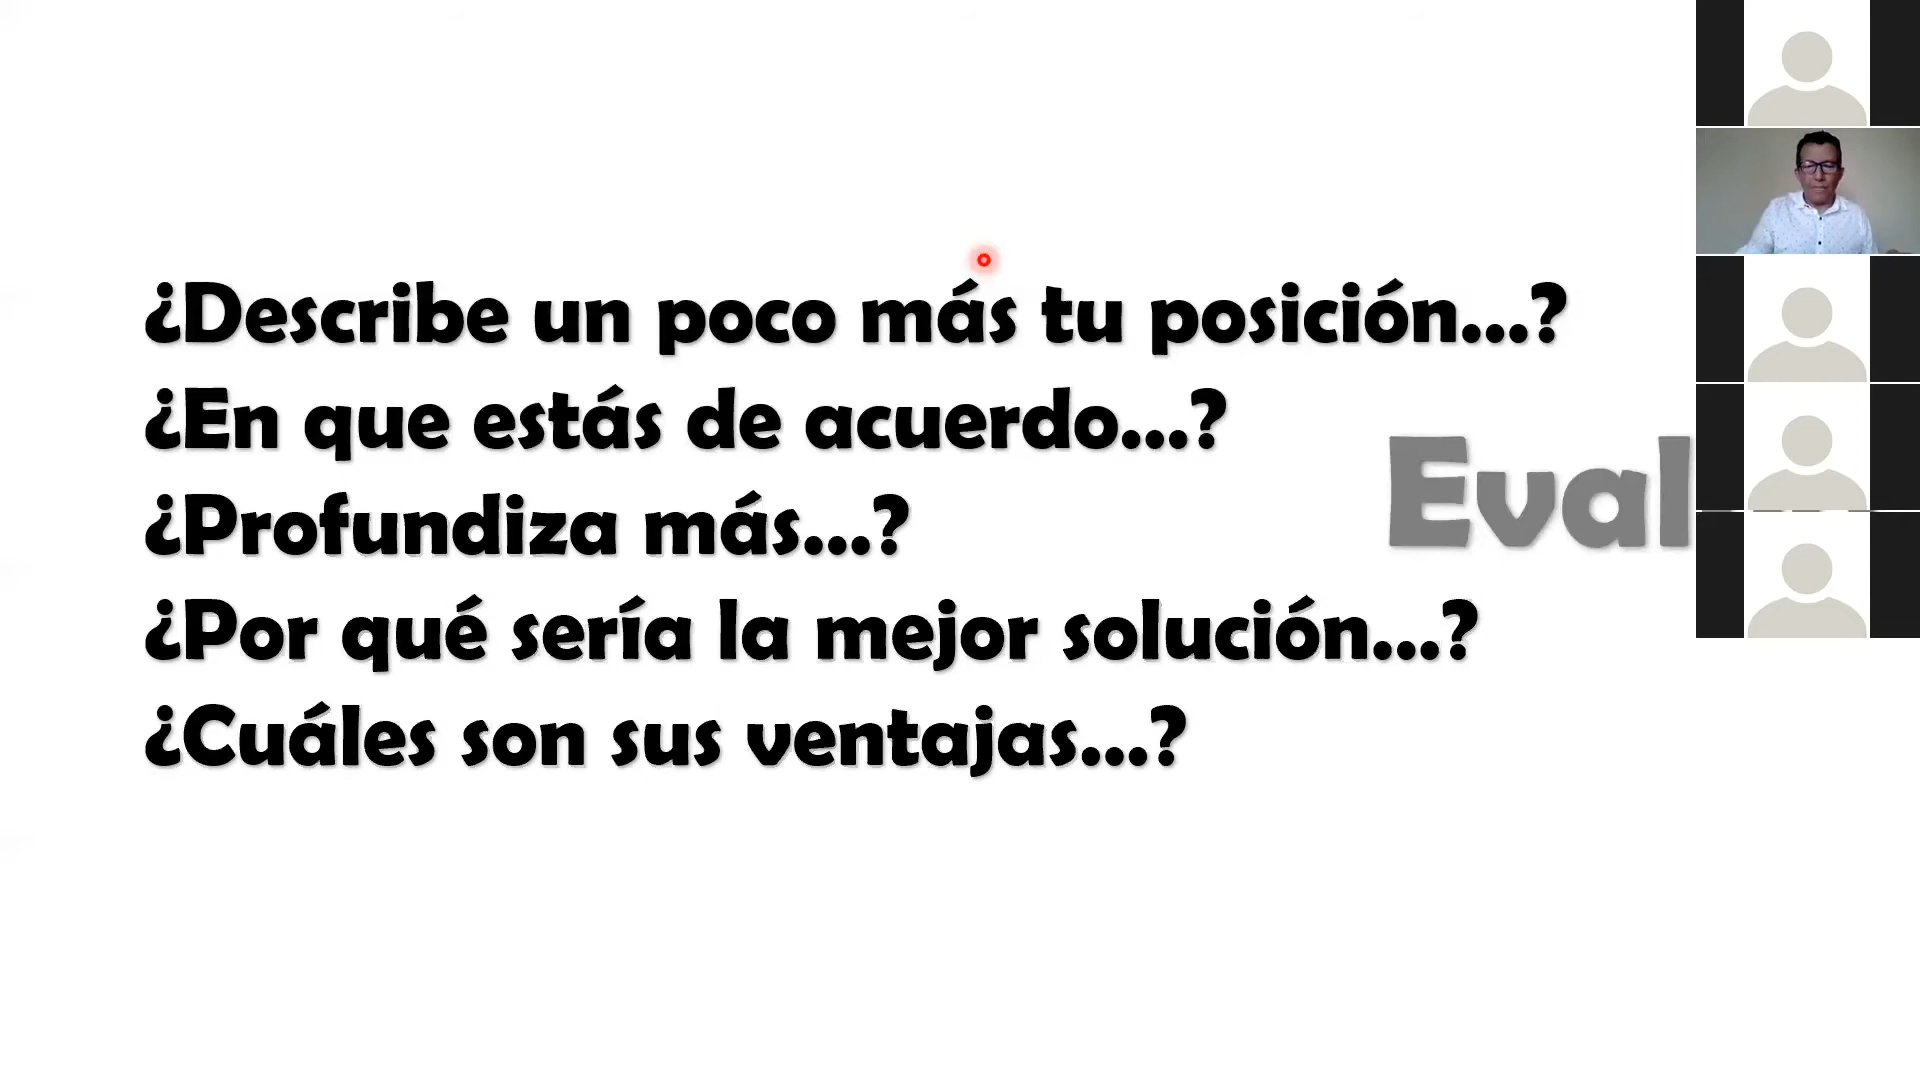 ¿Describe un poco más tu posición...?
¿En que estás de acuerdo...?
Eval
¿Profundiza más...?
¿Por qué sería la mejor solución...?
¿Cuáles son sus ventajas...?